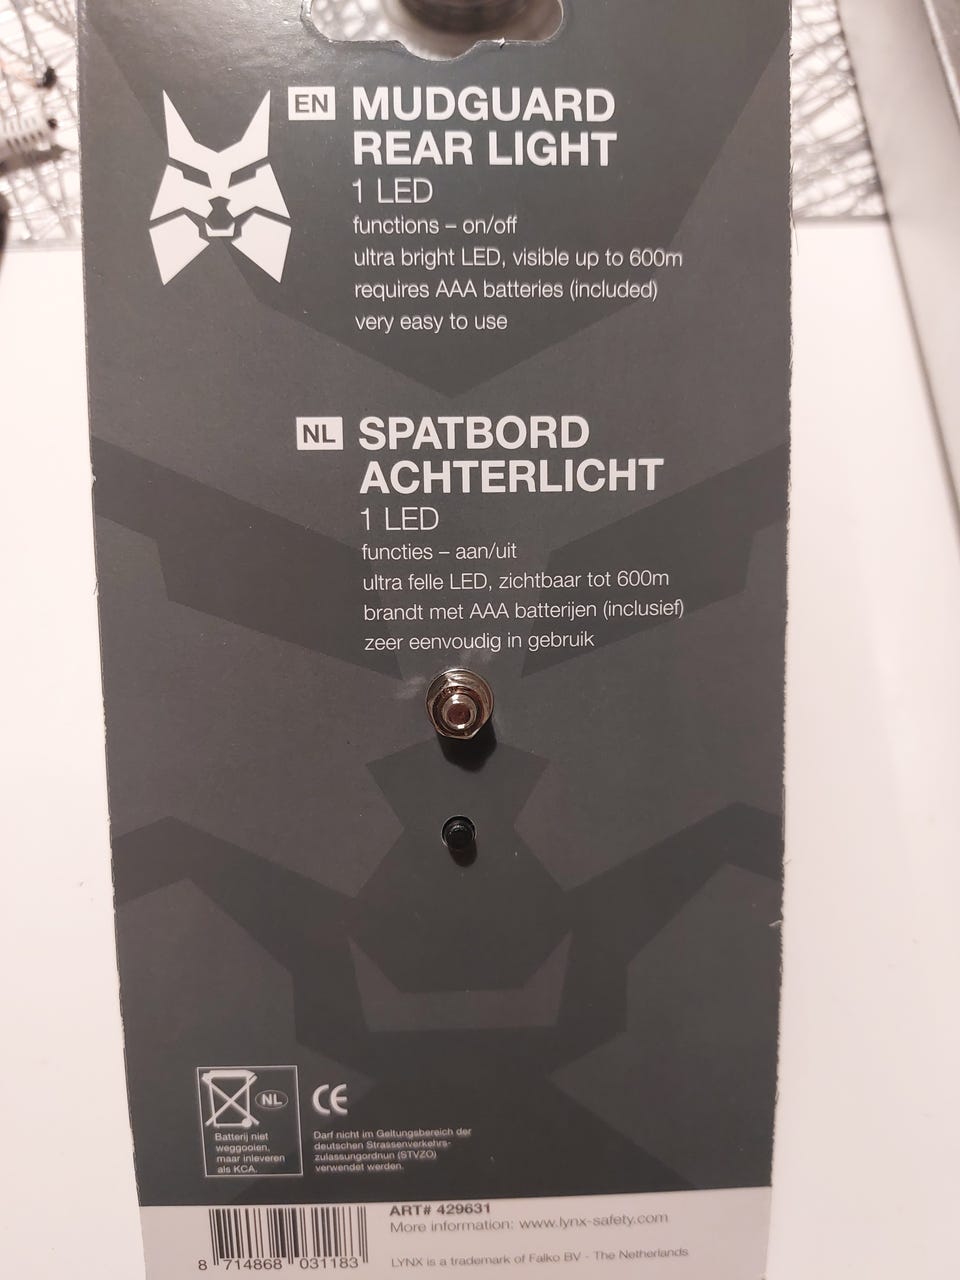 EN MUDGUARD
REAR LIGHT
1 LED
functions – on/off
ultra bright LED, visible up to 600m
requires AAA batteries (included)
very easy to use
NL SPATBORD
ACHTERLICHT
1 LED
functies – aan/uit
ultra felle LED, zichtbaar tot 600m
brandt met AAA batterijen (inclusief)
zeer eenvoudig in gebruik
NL
CE
Batterij niet
weggooien,
maar inleveren
als KCA.
Darf nicht im Geltungsbereich der
deutschen Strassenverkehrs-
zulassungordnun (STVZO)
verwendet werden.
ART# 429631
More information: www.lynx-safety.com
8 714868 031183
LYNX is a trademark of Falko BV - The Netherlands